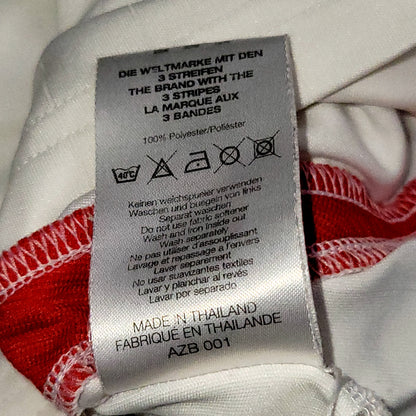 DIE WELTMARKE MIT DEN
3 STREIFEN
THE BRAND WITH THE
3 STRIPES
LA MARQUE AUX
3 BANDES
100% Polyester/Poliéster
40°C
Keinen weichspueler verwenden
Waschen und buegeln von links
Separat waschen
Do not use fabric softener
Wash and Iron inside out
Wash separately
Ne pas utiliser d'assouplissant
Lavage et repassage a l'envers
Laver separement
No usar suavizantes textiles
Lavar y planchar al revés
Lavar por separado
MADE IN THAILAND
FABRIQUÉ EN THAILANDE
AZB 001